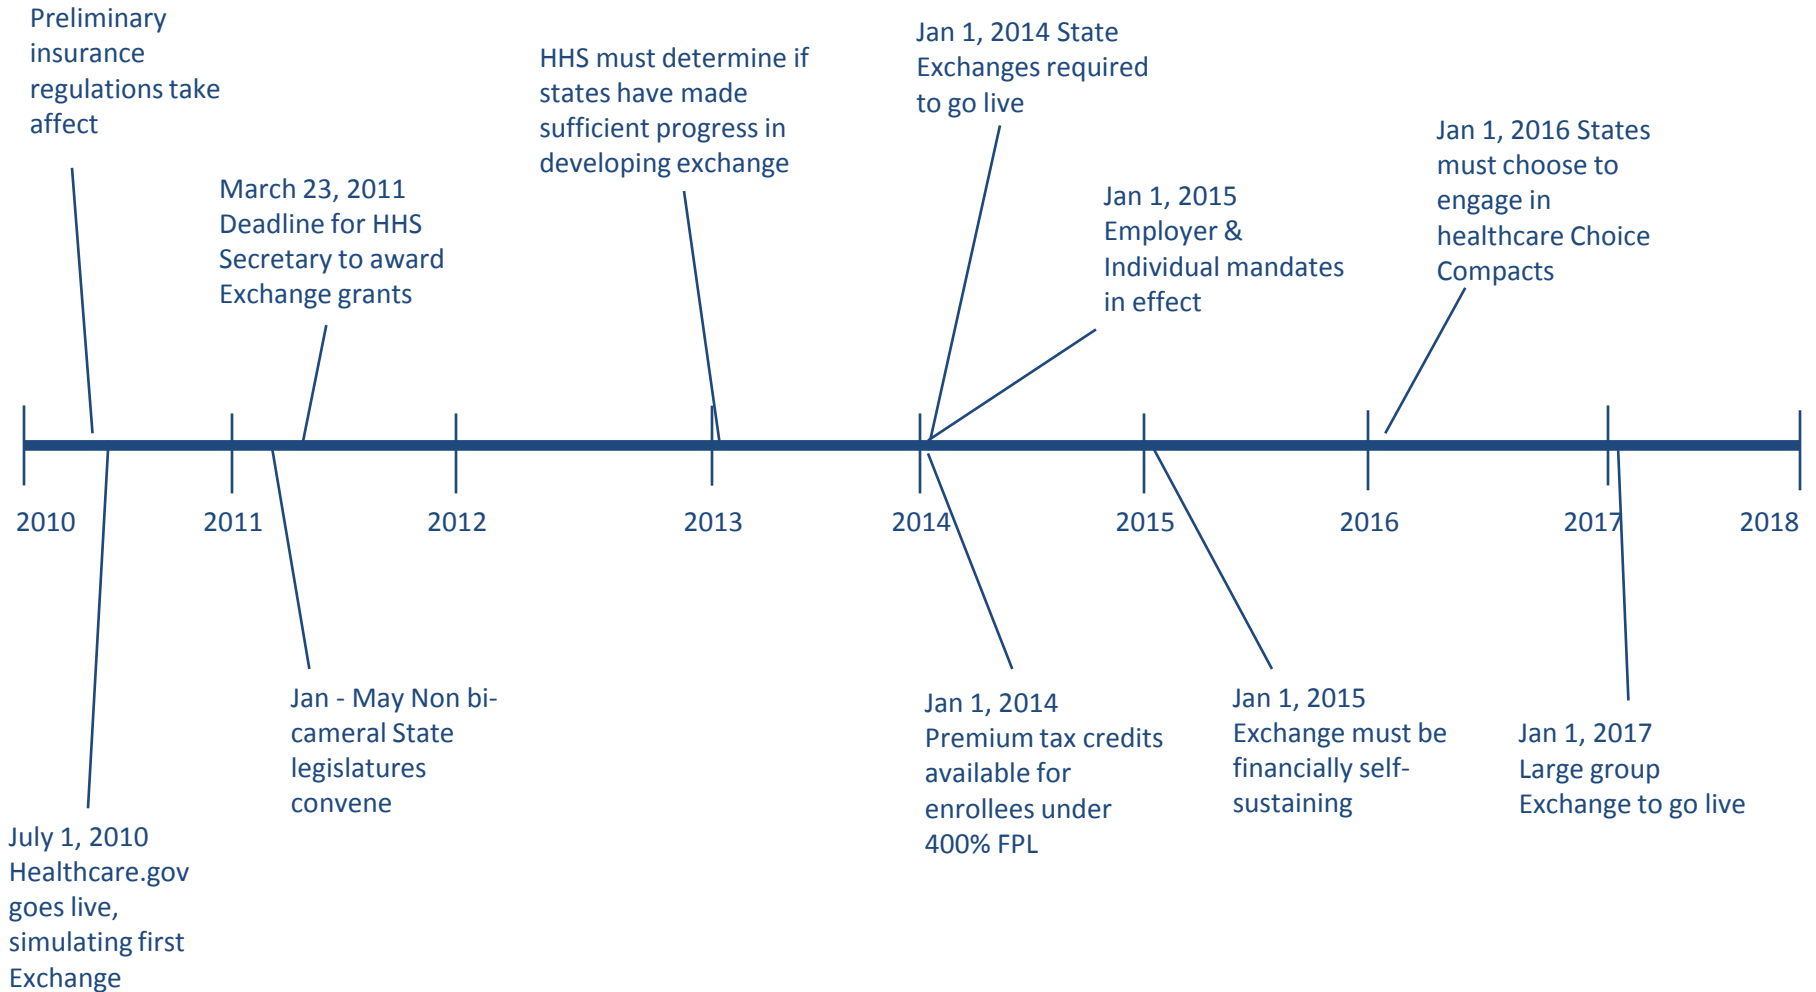 Preliminary
insurance
regulations take
affect
March 23, 2011
Deadline for HHS
Secretary to award
Exchange grants
HHS must determine if
states have made
sufficient progress in
developing exchange
Jan 1, 2014 State
Exchanges required
to go live
Jan 1, 2015
Employer &
Individual mandates
in effect
Jan 1, 2016 States
must choose to
engage in
healthcare Choice
Compacts
2010
2011
2012
2013
2014
2015
2016
2017
2018
July 1, 2010
Healthcare.gov
goes live,
simulating first
Exchange
Jan - May Non bi-
cameral State
legislatures
convene
Jan 1, 2014
Premium tax credits
available for
enrollees under
400% FPL
Jan 1, 2015
Exchange must be
financially self-
sustaining
Jan 1, 2017
Large group
Exchange to go live